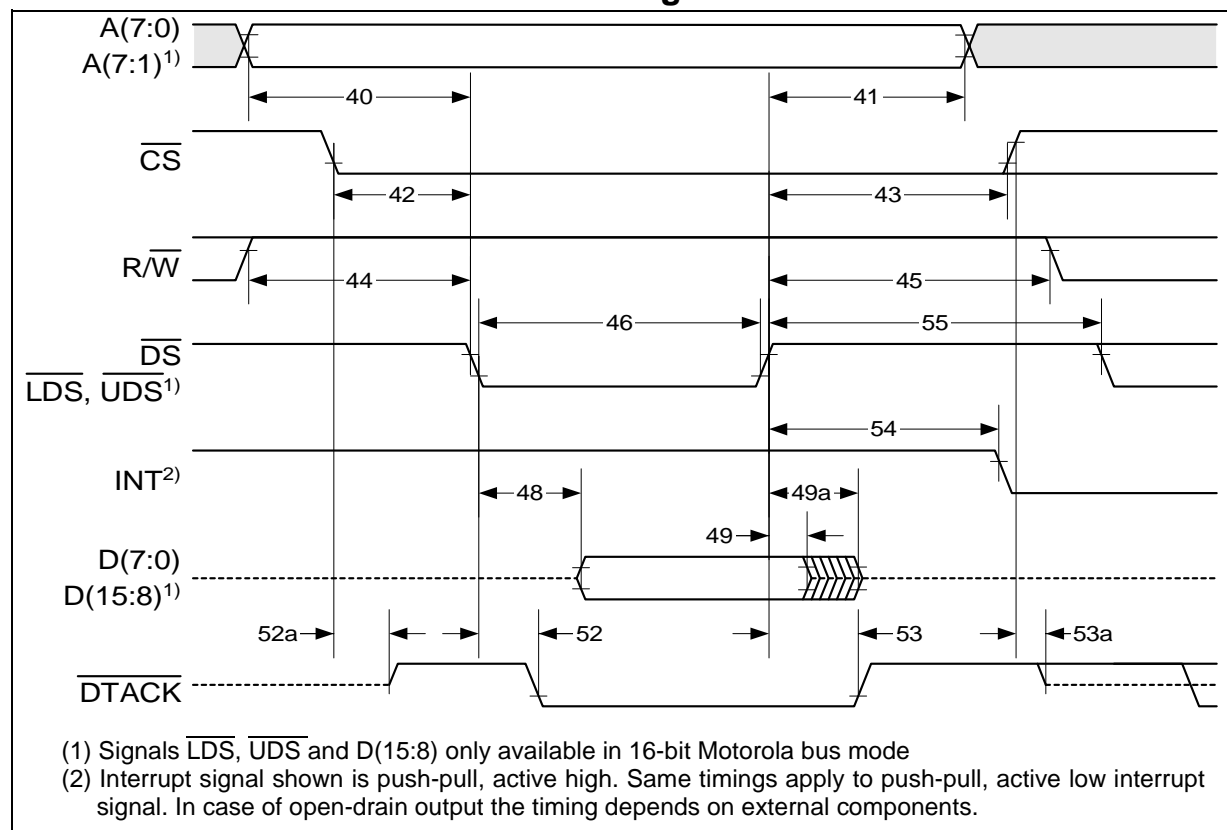 A(7:0)
A(7:1)1)
40
41
CS
42
43
R/W
44
45
46
55
DS
LDS, UDS1)
54
INT2)
48
49a
49
D(7:0)
D(15:8)1)
52a
52
53
53a
DTACK
(1) Signals LDS, UDS and D(15:8) only available in 16-bit Motorola bus mode
(2) Interrupt signal shown is push-pull, active high. Same timings apply to push-pull, active low interrupt
signal. In case of open-drain output the timing depends on external components.